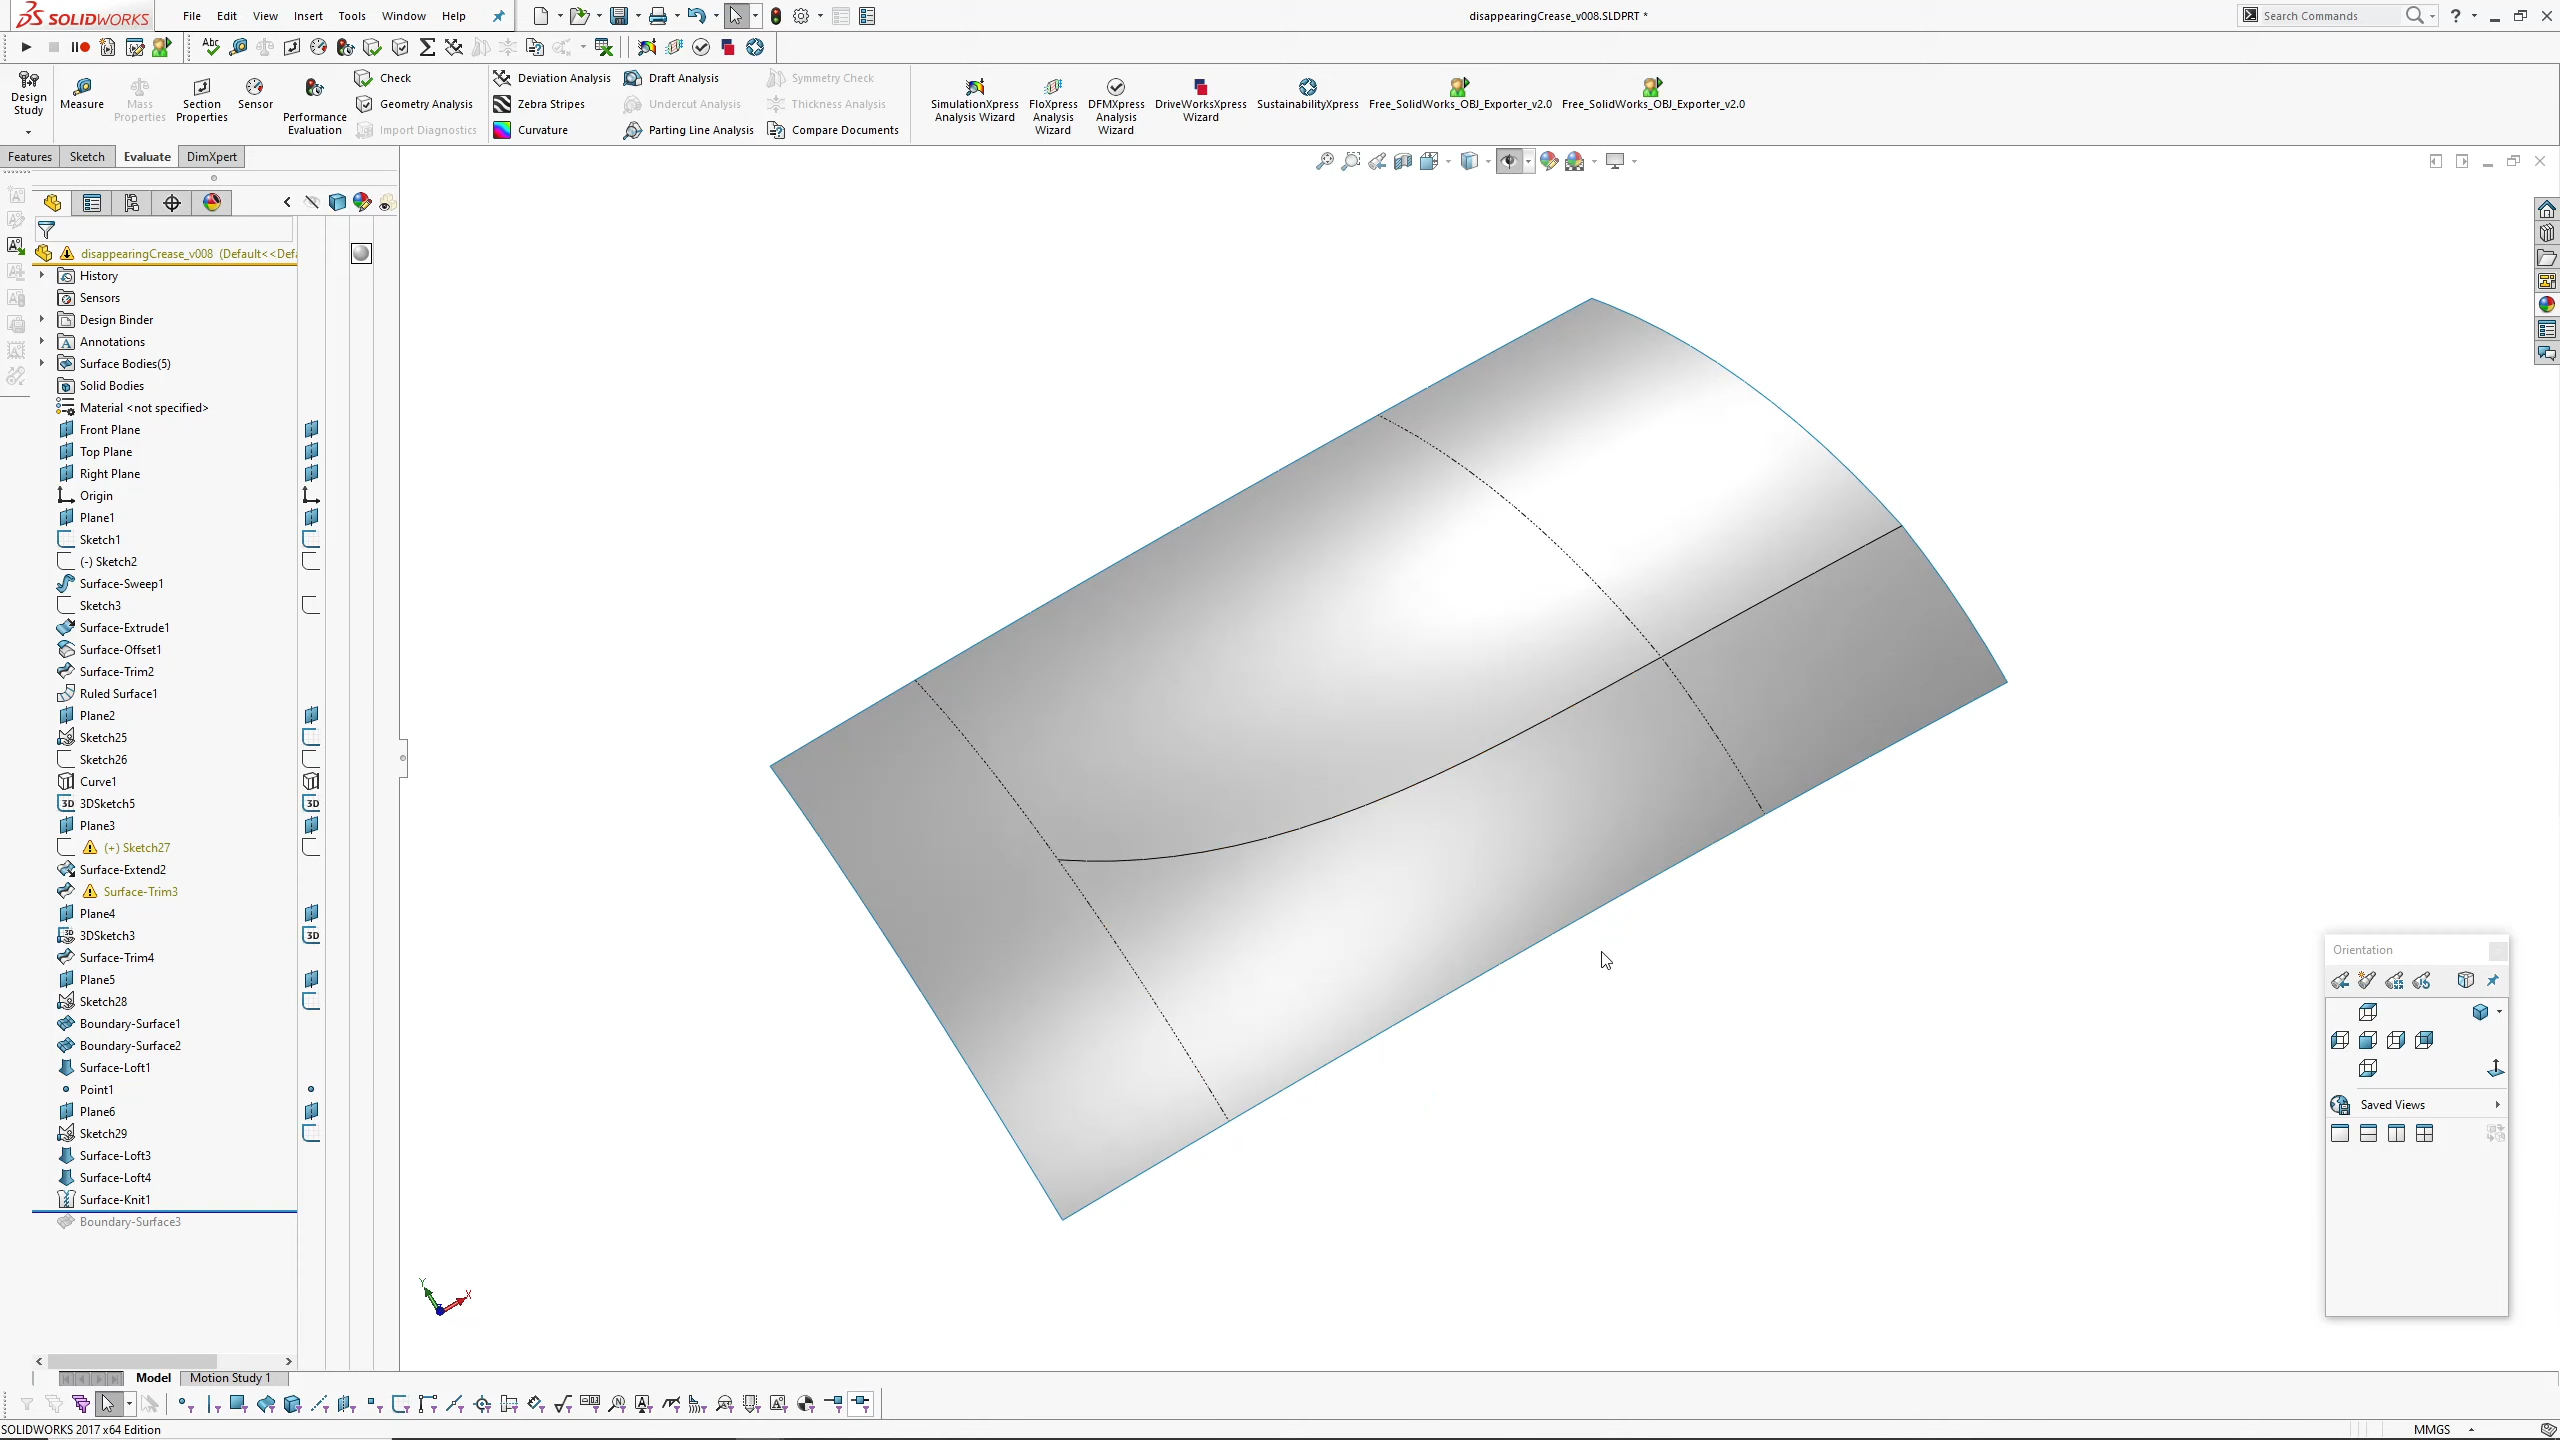 SOLIDWORKS File Edit View Insert Tools Window Help disappearingCrease_v008.SLDPRT * Search Commands
Design Study
Measure
Mass Properties
Section Properties
Sensor
Performance Evaluation
Check
Geometry Analysis
Import Diagnostics
Deviation Analysis
Zebra Stripes
Curvature
Draft Analysis
Undercut Analysis
Parting Line Analysis
Symmetry Check
Thickness Analysis
Compare Documents
SimulationXpress Analysis Wizard
FloXpress Analysis Wizard
DFMXpress Analysis Wizard
DriveWorksXpress Wizard
SustainabilityXpress
Free_SolidWorks_OBJ_Exporter_v2.0
Free_SolidWorks_OBJ_Exporter_v2.0
Features Sketch Evaluate DimXpert
disappearingCrease_v008 (Default<<Defa
History
Sensors
Design Binder
Annotations
Surface Bodies(5)
Solid Bodies
Material <not specified>
Front Plane
Top Plane
Right Plane
Origin
Plane1
Sketch1
(-) Sketch2
Surface-Sweep1
Sketch3
Surface-Extrude1
Surface-Offset1
Surface-Trim2
Ruled Surface1
Plane2
Sketch25
Sketch26
Curve1
3DSketch5
Plane3
(+) Sketch27
Surface-Extend2
Surface-Trim3
Plane4
3DSketch3
Surface-Trim4
Plane5
Sketch28
Boundary-Surface1
Boundary-Surface2
Surface-Loft1
Point1
Plane6
Sketch29
Surface-Loft3
Surface-Loft4
Surface-Knit1
Boundary-Surface3
Y
X
Orientation
Saved Views
Model Motion Study 1
SOLIDWORKS 2017 x64 Edition MMGS